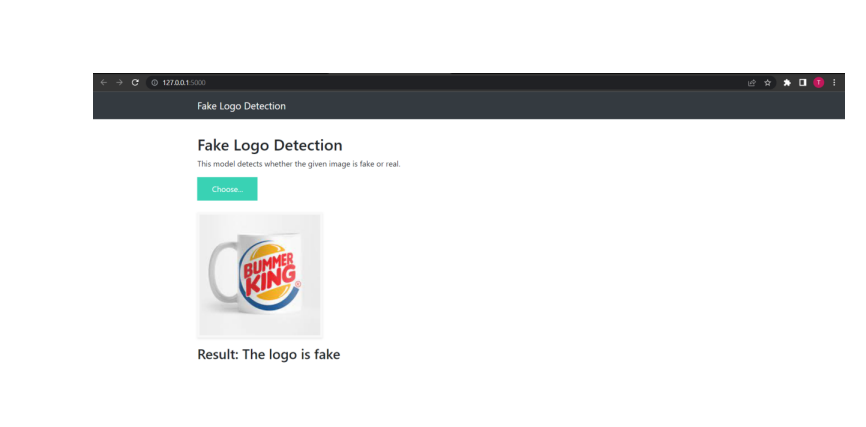 127.0.0.1:5000
T
Fake Logo Detection
Fake Logo Detection
This model detects whether the given image is fake or real.
Choose...
BUMMER
KING®
Result: The logo is fake